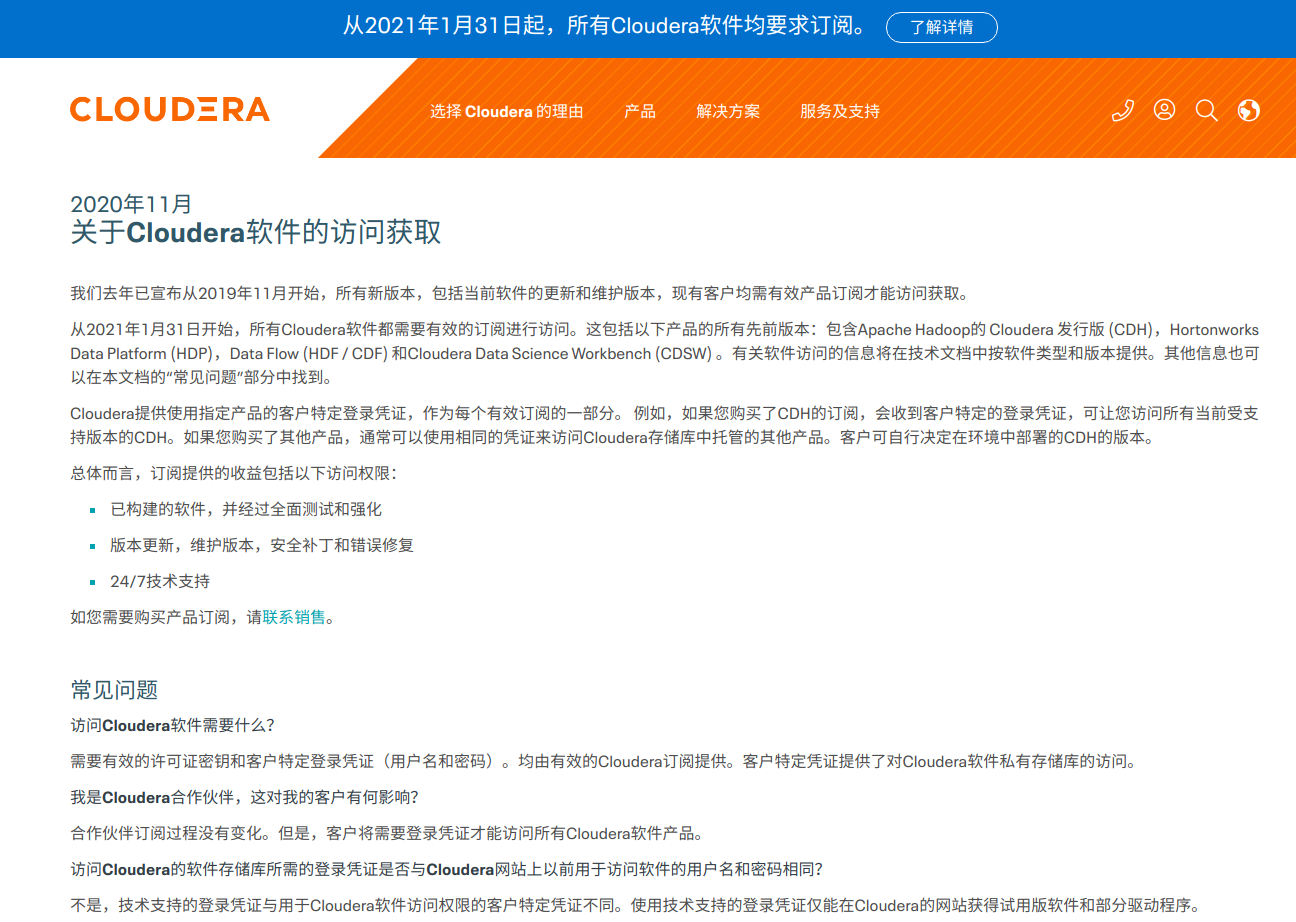 从2021年1月31日起，所有Cloudera软件均要求订阅。 了解详情
CLOUDERA 选择 Cloudera 的理由 产品 解决方案 服务及支持
2020年11月
关于Cloudera软件的访问获取
我们去年已宣布从2019年11月开始，所有新版本，包括当前软件的更新和维护版本，现有客户均需有效产品订阅才能访问获取。
从2021年1月31日开始，所有Cloudera软件都需要有效的订阅进行访问。这包括以下产品的所有先前版本：包含Apache Hadoop的 Cloudera 发行版 (CDH)，Hortonworks
Data Platform (HDP)，Data Flow (HDF / CDF) 和Cloudera Data Science Workbench (CDSW) 。有关软件访问的信息将在技术文档中按软件类型和版本提供。其他信息也可
以在本文档的“常见问题”部分中找到。
Cloudera提供使用指定产品的客户特定登录凭证，作为每个有效订阅的一部分。 例如，如果您购买了CDH的订阅，会收到客户特定的登录凭证，可让您访问所有当前受支
持版本的CDH。如果您购买了其他产品，通常可以使用相同的凭证来访问Cloudera存储库中托管的其他产品。客户可自行决定在环境中部署的CDH的版本。
总体而言，订阅提供的收益包括以下访问权限：
已构建的软件，并经过全面测试和强化
版本更新，维护版本，安全补丁和错误修复
24/7技术支持
如您需要购买产品订阅，请联系销售。
常见问题
访问Cloudera软件需要什么？
需要有效的许可证密钥和客户特定登录凭证（用户名和密码）。均由有效的Cloudera订阅提供。客户特定凭证提供了对Cloudera软件私有存储库的访问。
我是Cloudera合作伙伴，这对我的客户有何影响？
合作伙伴订阅过程没有变化。但是，客户将需要登录凭证才能访问所有Cloudera软件产品。
访问Cloudera的软件存储库所需的登录凭证是否与Cloudera网站上以前用于访问软件的用户名和密码相同？
不是，技术支持的登录凭证与用于Cloudera软件访问权限的客户特定凭证不同。使用技术支持的登录凭证仅能在Cloudera的网站获得试用版软件和部分驱动程序。